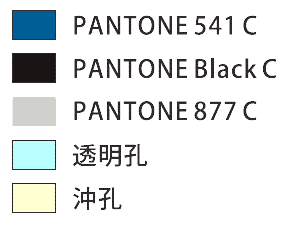 PANTONE 541 C
PANTONE Black C
PANTONE 877 C
透明孔
沖孔